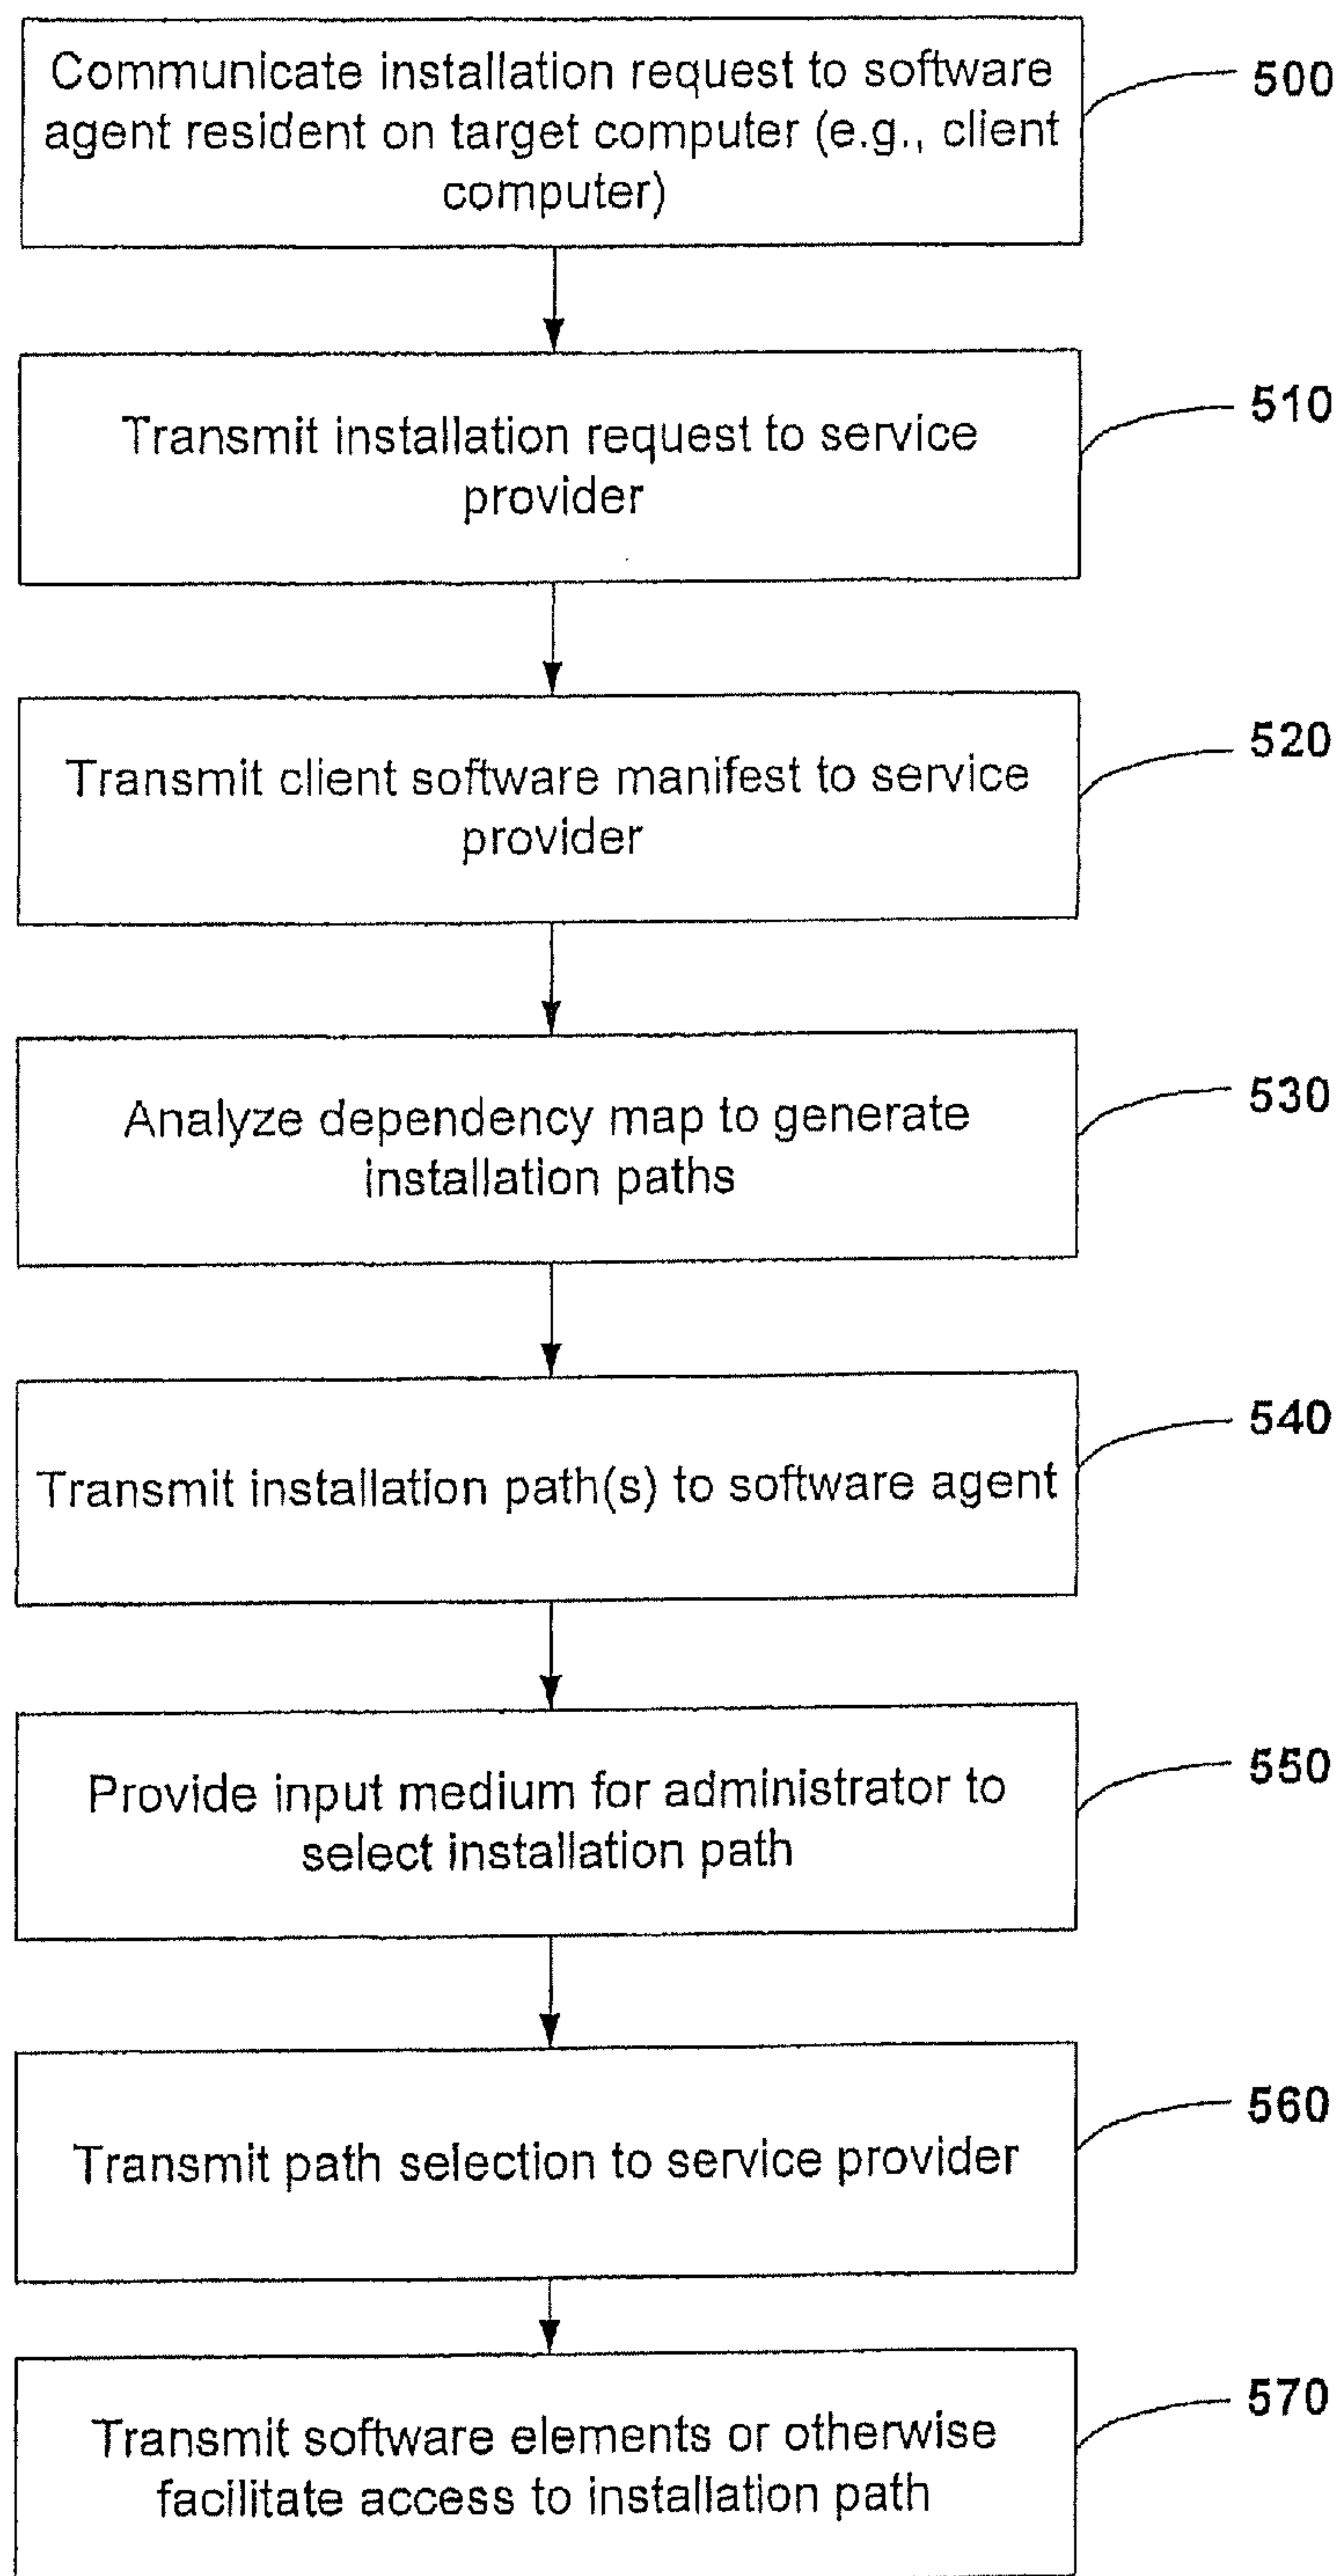 Communicate installation request to software
agent resident on target computer (e.g., client
computer)
500
Transmit installation request to service
provider
510
Transmit client software manifest to service
provider
520
Analyze dependency map to generate
installation paths
530
Transmit installation path(s) to software agent
540
Provide input medium for administrator to
select installation path
550
Transmit path selection to service provider
560
Transmit software elements or otherwise
facilitate access to installation path
570